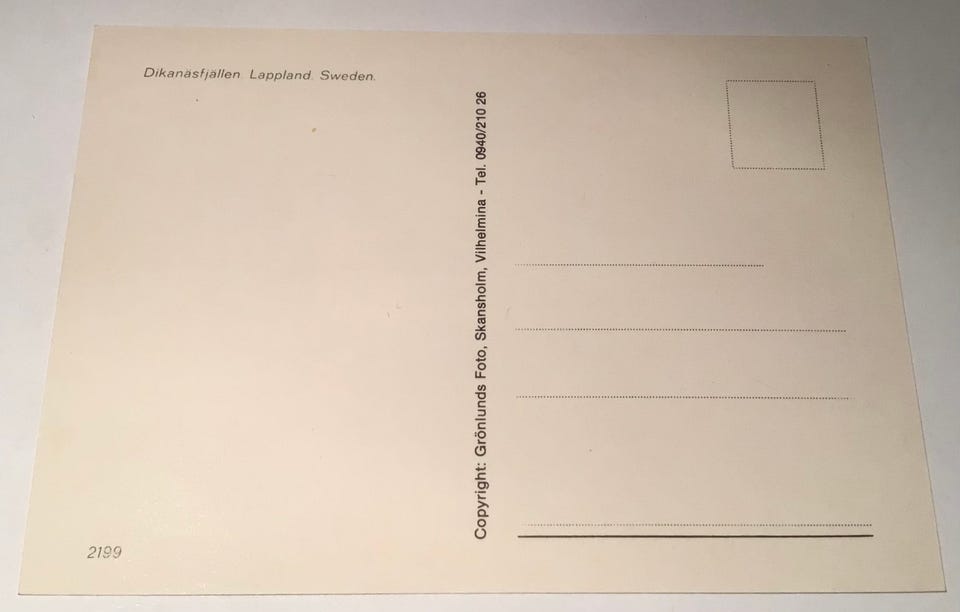 Dikanäsfjällen. Lappland. Sweden.
Copyright: Grönlunds Foto, Skansholm, Vilhelmina - Tel. 0940/210 26
2199